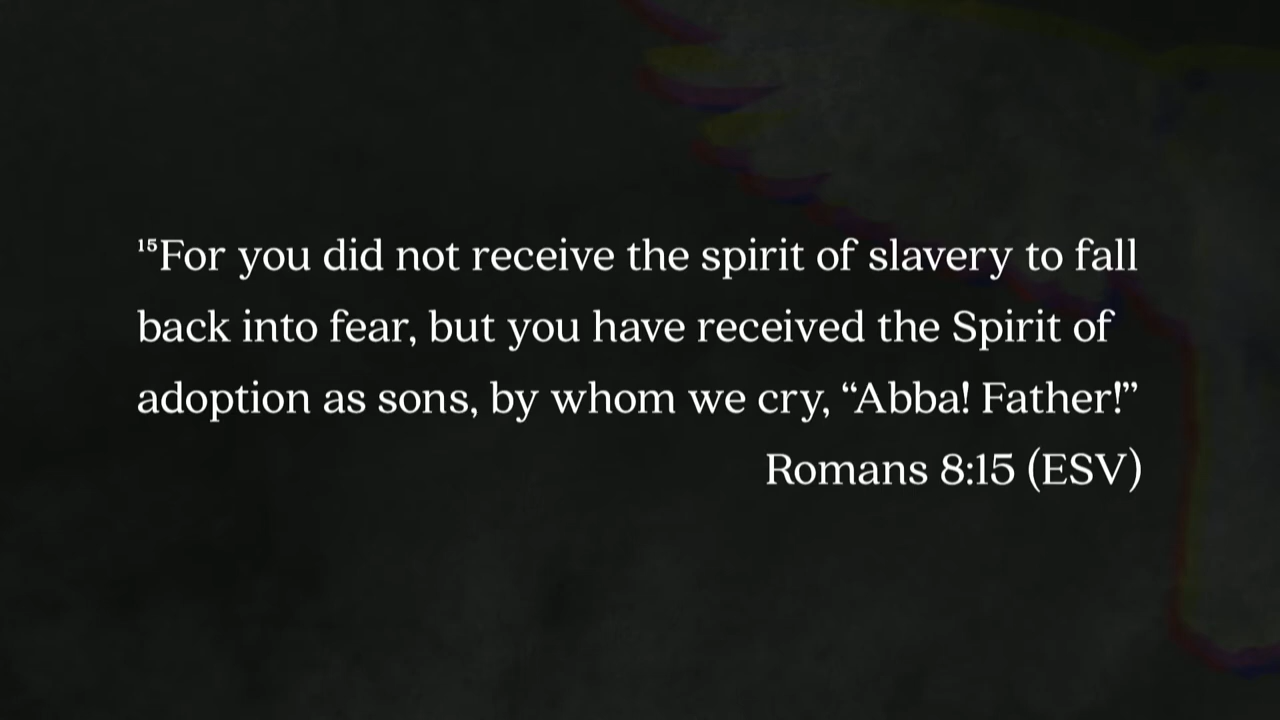 ¹⁵For you did not receive the spirit of slavery to fall
back into fear, but you have received the Spirit of
adoption as sons, by whom we cry, “Abba! Father!”
Romans 8:15 (ESV)